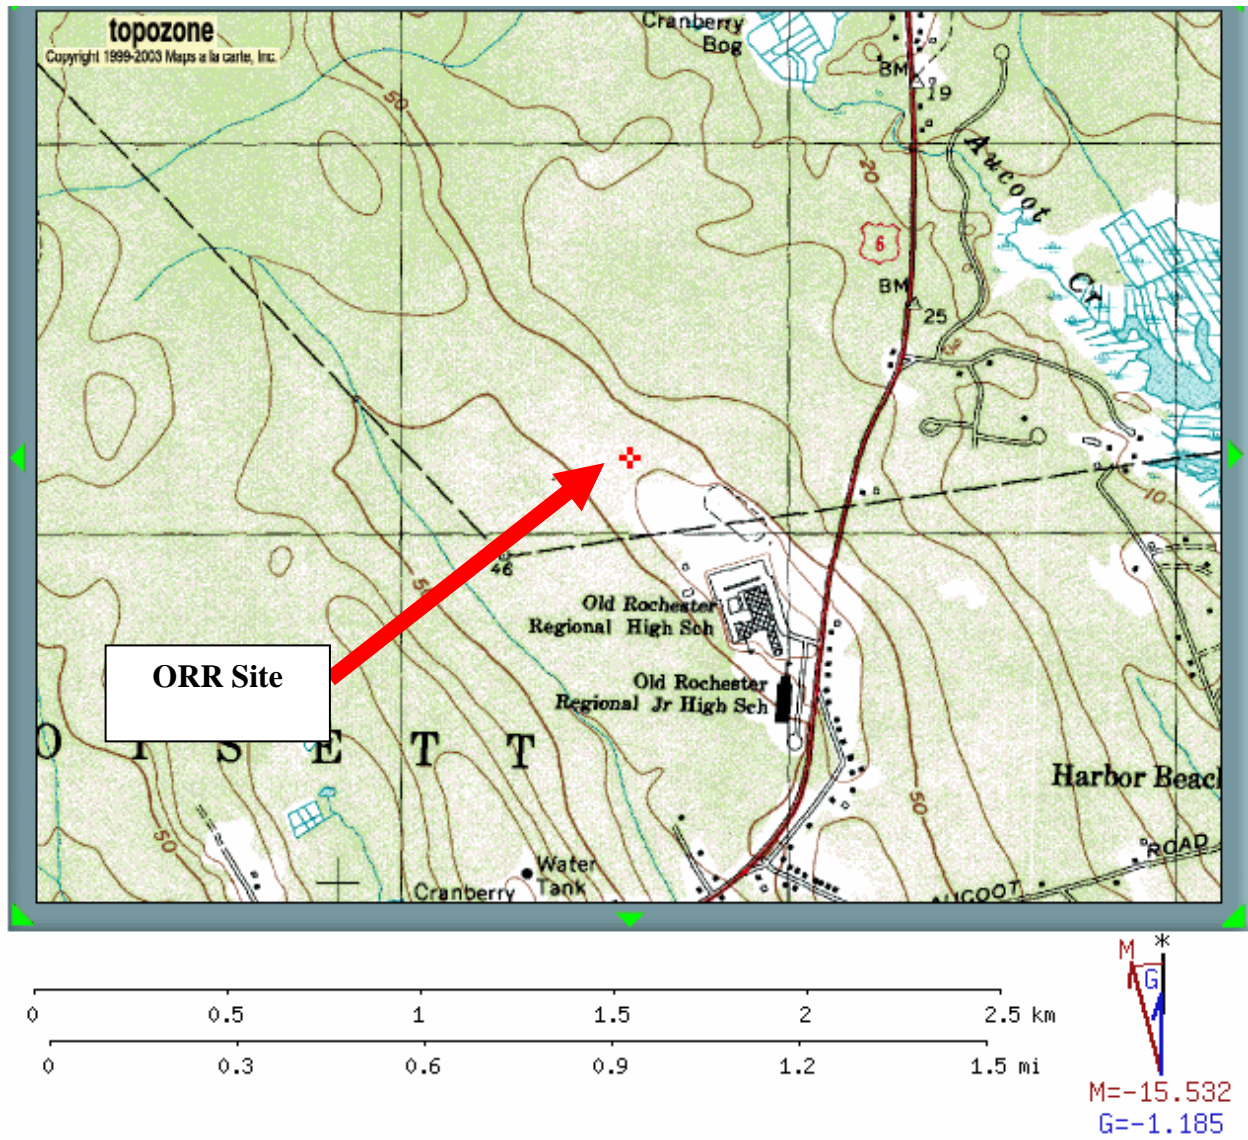 topozone
Copyright 1999-2003 Maps a la carte, Inc.
Cranberry
Bog
BM
19
50
20
Aucoot
6
Cr
BM
25
10
46
50
Old Rochester
Regional High Sch
ORR Site
Old Rochester
Regional Jr High Sch
O I S E T T
Harbor Beach
50
50
ROAD
Water
Tank
Cranberry
AUCOOT
M *
G
0 0.5 1 1.5 2 2.5 km
0 0.3 0.6 0.9 1.2 1.5 mi
M=-15.532
G=-1.185